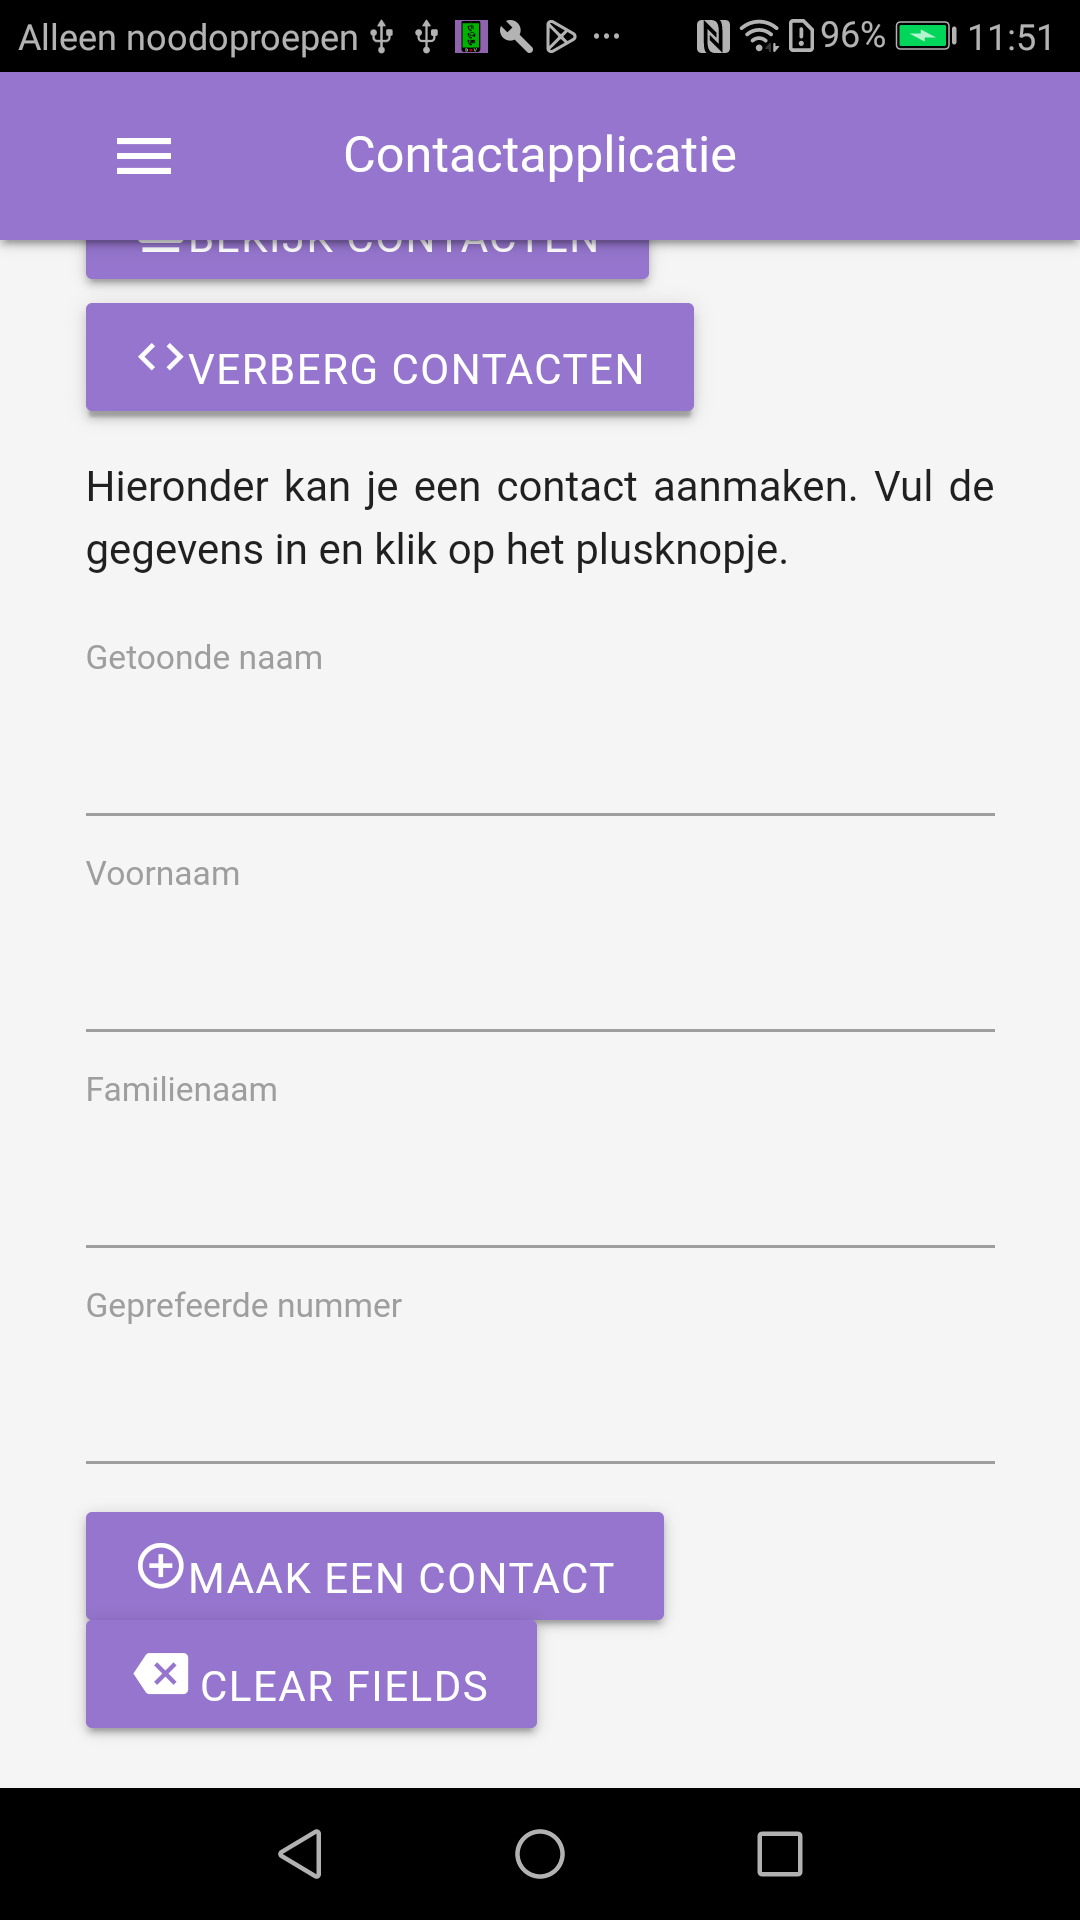 Alleen noodoproepen 96% 11:51
Contactapplicatie
BEKIJK CONTACTEN
VERBERG CONTACTEN
Hieronder kan je een contact aanmaken. Vul de
gegevens in en klik op het plusknopje.
Getoonde naam
Voornaam
Familienaam
Geprefeerde nummer
MAAK EEN CONTACT
CLEAR FIELDS